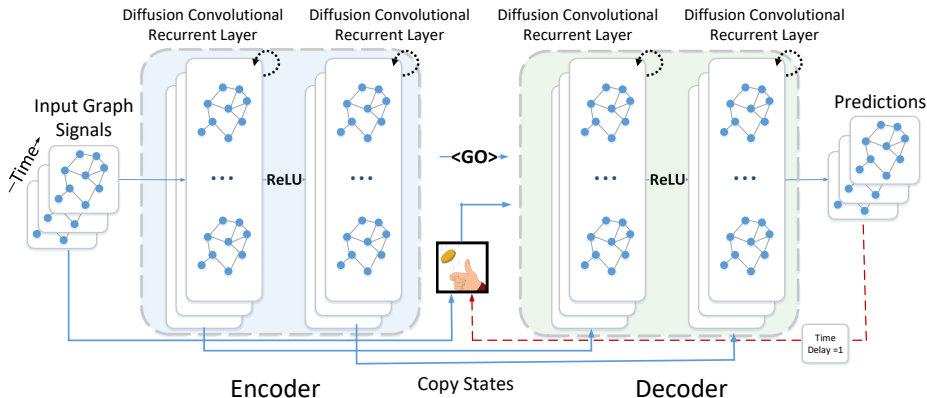 Diffusion Convolutional
Recurrent Layer
Diffusion Convolutional
Recurrent Layer
Diffusion Convolutional
Recurrent Layer
Diffusion Convolutional
Recurrent Layer
Input Graph
Signals
Time
...
ReLU
...
<GO>
...
ReLU
...
Predictions
Time
Delay =1
Encoder
Copy States
Decoder